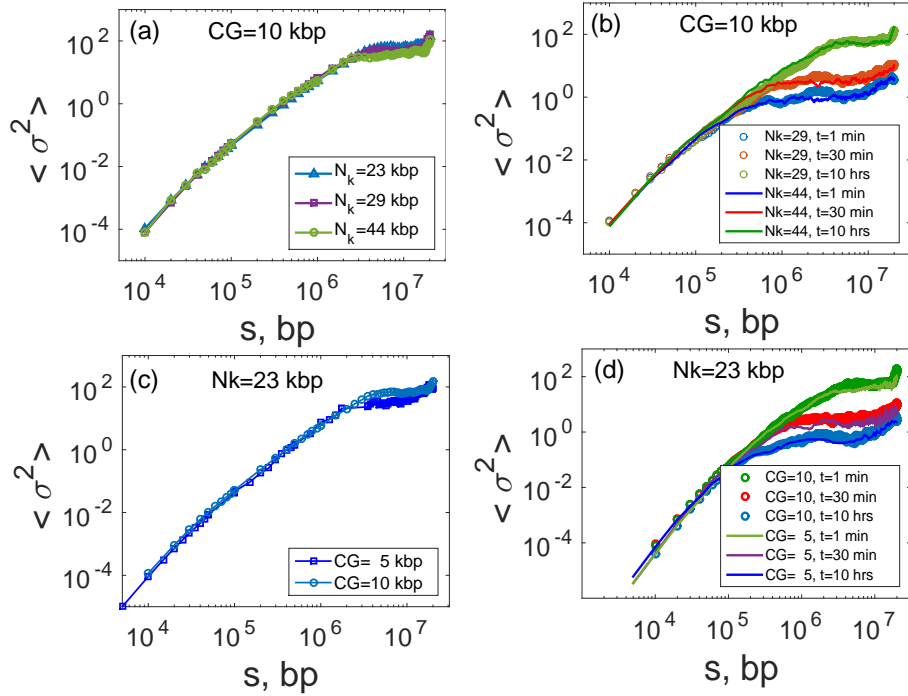 (a) CG=10 kbp
10^2
10^0
10^-2
10^-4
< σ^2 >
N_k=23 kbp
N_k=29 kbp
N_k=44 kbp
10^4 10^5 10^6 10^7
s, bp
(b) CG=10 kbp
10^2
10^0
10^-2
10^-4
< σ^2 >
Nk=29, t=1 min
Nk=29, t=30 min
Nk=29, t=10 hrs
Nk=44, t=1 min
Nk=44, t=30 min
Nk=44, t=10 hrs
10^4 10^5 10^6 10^7
s, bp
(c) Nk=23 kbp
10^2
10^0
10^-2
10^-4
< σ^2 >
CG= 5 kbp
CG=10 kbp
10^4 10^5 10^6 10^7
s, bp
(d) Nk=23 kbp
10^2
10^0
10^-2
10^-4
< σ^2 >
CG=10, t=1 min
CG=10, t=30 min
CG=10, t=10 hrs
CG= 5, t=1 min
CG= 5, t=30 min
CG= 5, t=10 hrs
10^4 10^5 10^6 10^7
s, bp